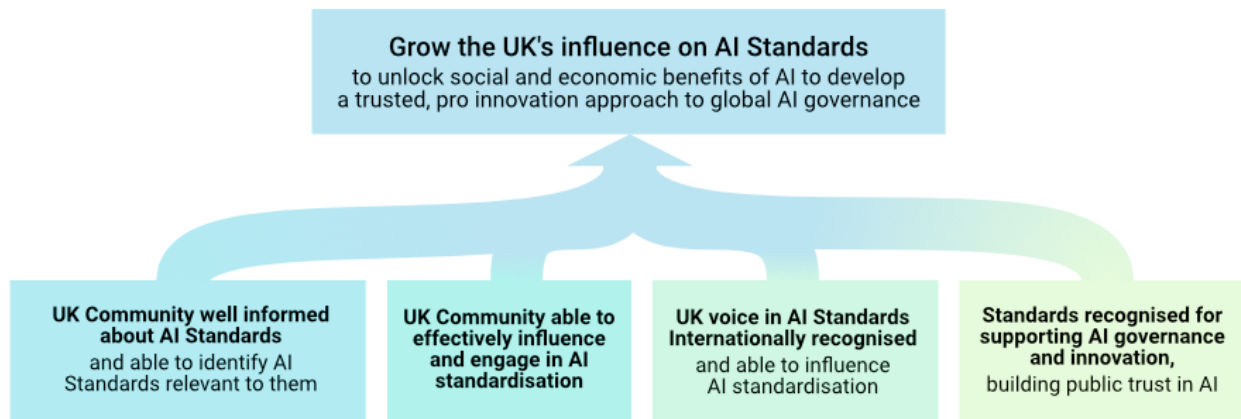 Grow the UK's influence on AI Standards
to unlock social and economic benefits of AI to develop
a trusted, pro innovation approach to global AI governance
UK Community well informed
about AI Standards
and able to identify AI
Standards relevant to them
UK Community able to
effectively influence
and engage in AI
standardisation
UK voice in AI Standards
Internationally recognised
and able to influence
AI standardisation
Standards recognised for
supporting AI governance
and innovation,
building public trust in AI